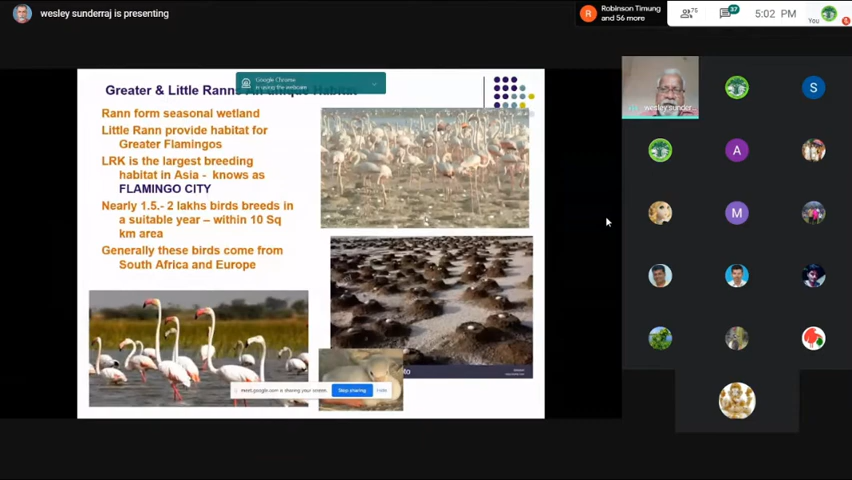 wesley sunderraj is presenting
Robinson Timung
and 56 more
75
37
5:02 PM
You
Google Chrome
is using the webcam
Greater & Little Ranns
Habitat
Rann form seasonal wetland
Little Rann provide habitat for
Greater Flamingos
LRK is the largest breeding
habitat in Asia - knows as
FLAMINGO CITY
Nearly 1.5.- 2 lakhs birds breeds in
a suitable year – within 10 Sq
km area
Generally these birds come from
South Africa and Europe
meet.google.com is sharing your screen.
Stop sharing
Hide
wesley sunder...
S
A
M